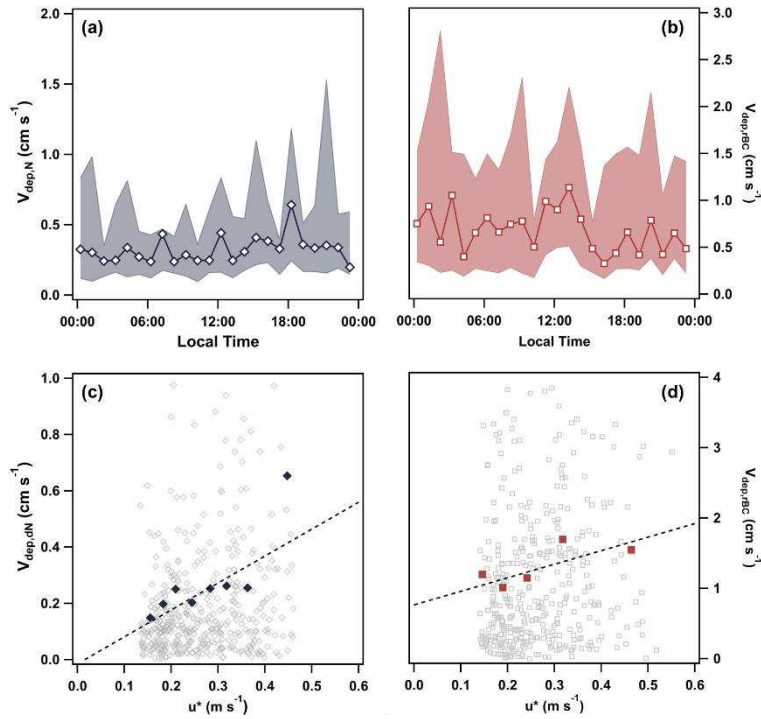 (a)
(b)
2.0
1.5
1.0
0.5
0.0
V_dep,N (cm s⁻¹)
3.0
2.5
2.0
1.5
1.0
0.5
0.0
V_dep,rBC (cm s⁻¹)
00:00 06:00 12:00 18:00 00:00
Local Time
00:00 06:00 12:00 18:00 00:00
Local Time
(c)
(d)
1.0
0.8
0.6
0.4
0.2
0.0
V_dep,dN (cm s⁻¹)
4
3
2
1
0
V_dep,rBC (cm s⁻¹)
0.0 0.1 0.2 0.3 0.4 0.5 0.6
u* (m s⁻¹)
0.0 0.1 0.2 0.3 0.4 0.5 0.6
u* (m s⁻¹)